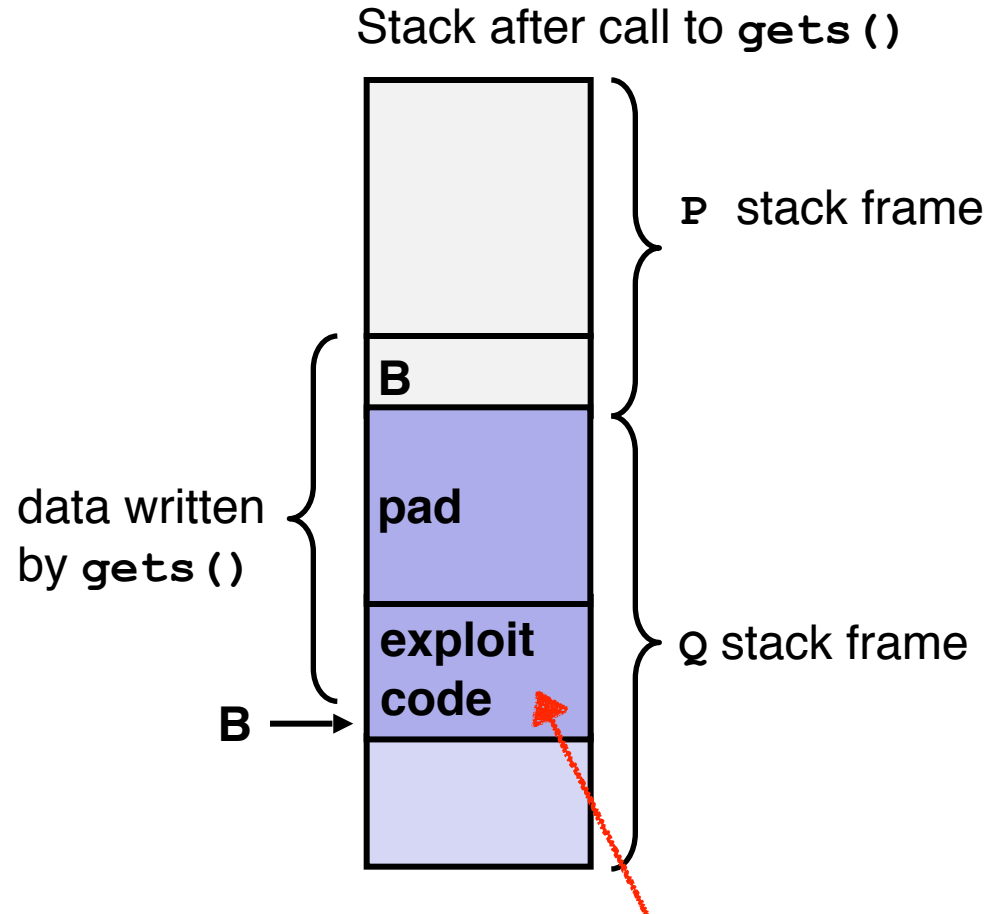 Stack after call to gets()
P stack frame
B
data written
by gets()
pad
exploit
code
Q stack frame
B